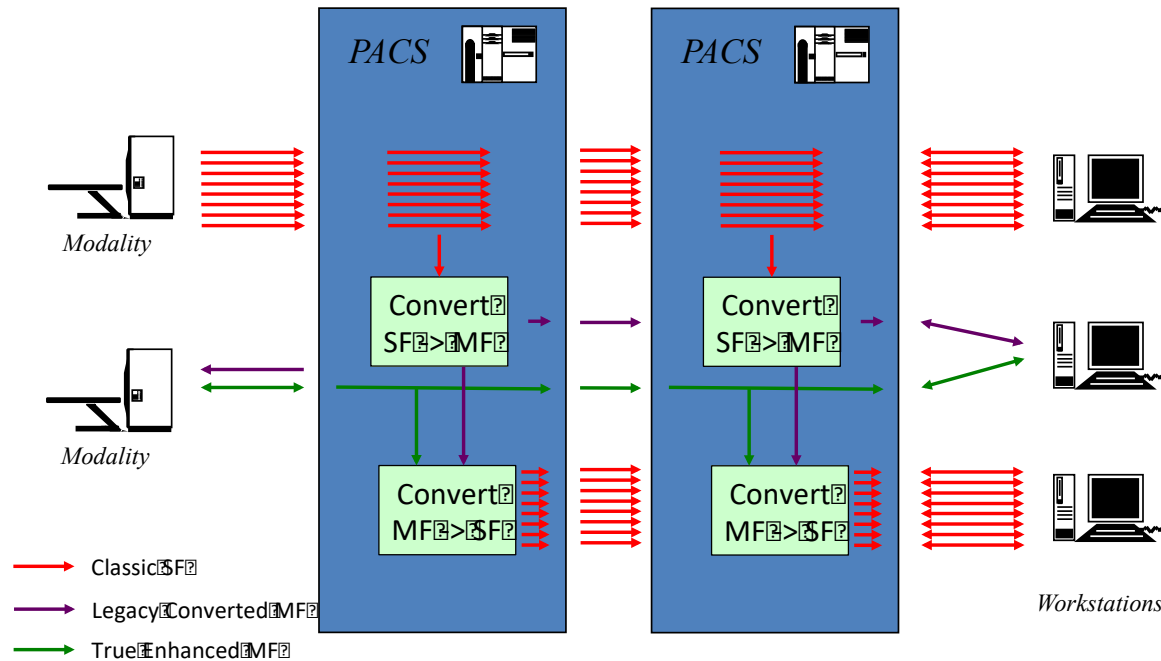 PACS
PACS
Modality
Convert
SF -> MF
Convert
SF -> MF
Modality
Convert
MF -> SF
Convert
MF -> SF
Classic SF
Legacy Converted MF
True Enhanced MF
Workstations